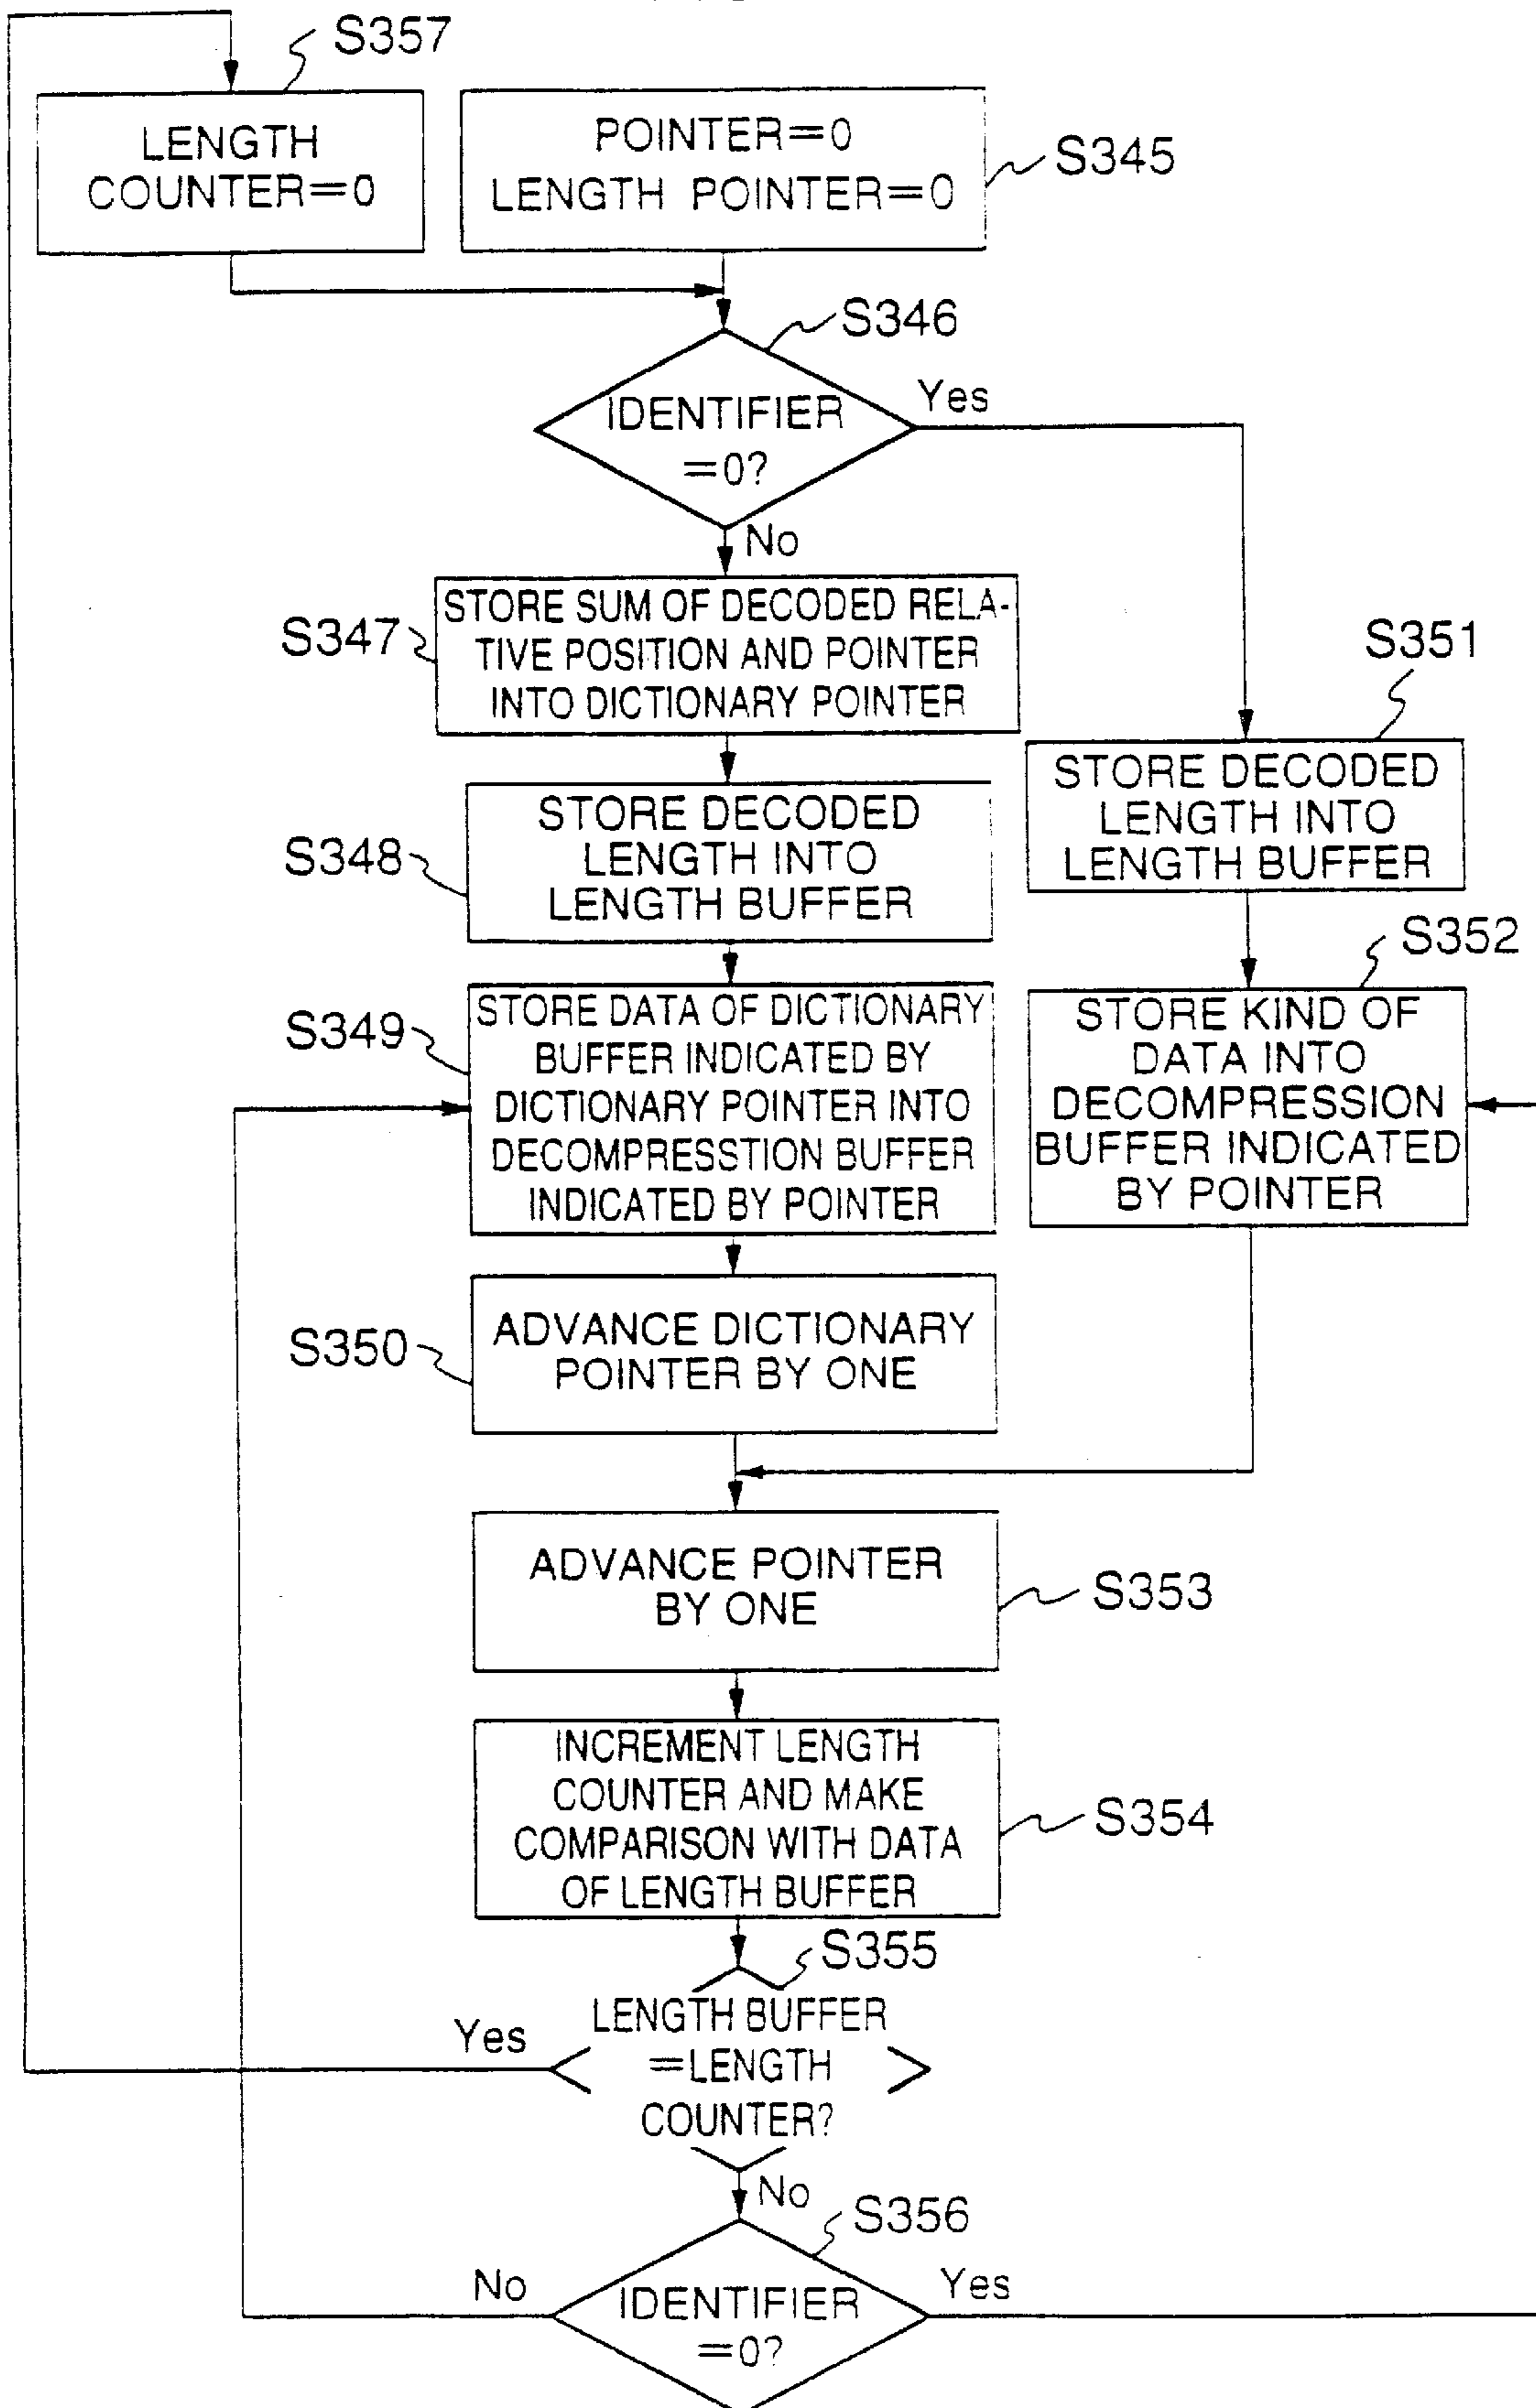 S357
LENGTH
COUNTER=0
POINTER=0
LENGTH POINTER=0
S345
S346
IDENTIFIER
=0?
Yes
No
S347
STORE SUM OF DECODED RELA-
TIVE POSITION AND POINTER
INTO DICTIONARY POINTER
S351
STORE DECODED
LENGTH INTO
LENGTH BUFFER
S348
STORE DECODED
LENGTH INTO
LENGTH BUFFER
S352
STORE KIND OF
DATA INTO
DECOMPRESSION
BUFFER INDICATED
BY POINTER
S349
STORE DATA OF DICTIONARY
BUFFER INDICATED BY
DICTIONARY POINTER INTO
DECOMPRESSTION BUFFER
INDICATED BY POINTER
S350
ADVANCE DICTIONARY
POINTER BY ONE
ADVANCE POINTER
BY ONE
S353
INCREMENT LENGTH
COUNTER AND MAKE
COMPARISON WITH DATA
OF LENGTH BUFFER
S354
S355
LENGTH BUFFER
=LENGTH
COUNTER?
Yes
No
S356
IDENTIFIER
=0?
No
Yes